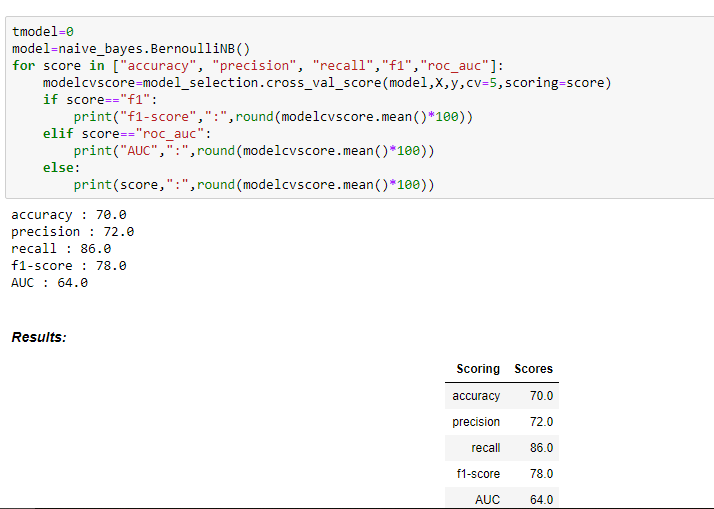 tmodel=0
model=naive_bayes.BernoulliNB()
for score in ["accuracy", "precision", "recall","f1","roc_auc"]:
    modelcvscore=model_selection.cross_val_score(model,X,y,cv=5,scoring=score)
    if score=="f1":
        print("f1-score",":",round(modelcvscore.mean()*100))
    elif score=="roc_auc":
        print("AUC",":",round(modelcvscore.mean()*100))
    else:
        print(score,":",round(modelcvscore.mean()*100))
accuracy : 70.0
precision : 72.0
recall : 86.0
f1-score : 78.0
AUC : 64.0
Results:
Scoring Scores
accuracy 70.0
precision 72.0
recall 86.0
f1-score 78.0
AUC 64.0